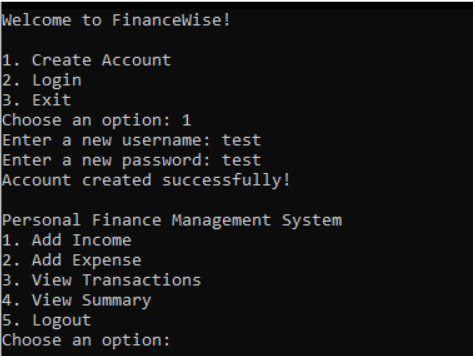 Welcome to FinanceWise!
1. Create Account
2. Login
3. Exit
Choose an option: 1
Enter a new username: test
Enter a new password: test
Account created successfully!
Personal Finance Management System
1. Add Income
2. Add Expense
3. View Transactions
4. View Summary
5. Logout
Choose an option: